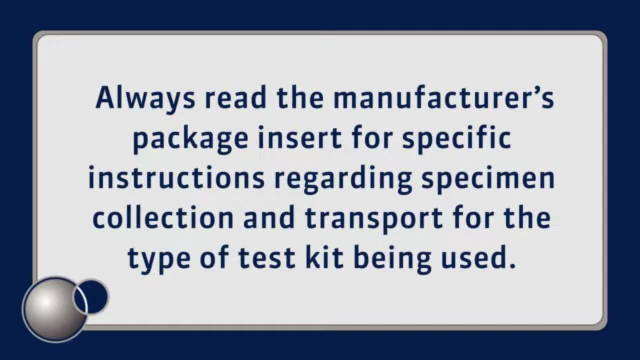 Always read the manufacturer’s
package insert for specific
instructions regarding specimen
collection and transport for the
type of test kit being used.